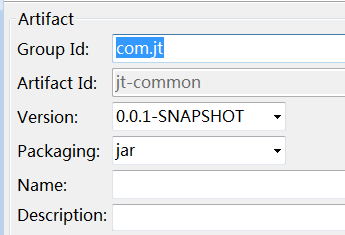 Artifact
Group Id: com.jt
Artifact Id: jt-common
Version: 0.0.1-SNAPSHOT
Packaging: jar
Name:
Description: